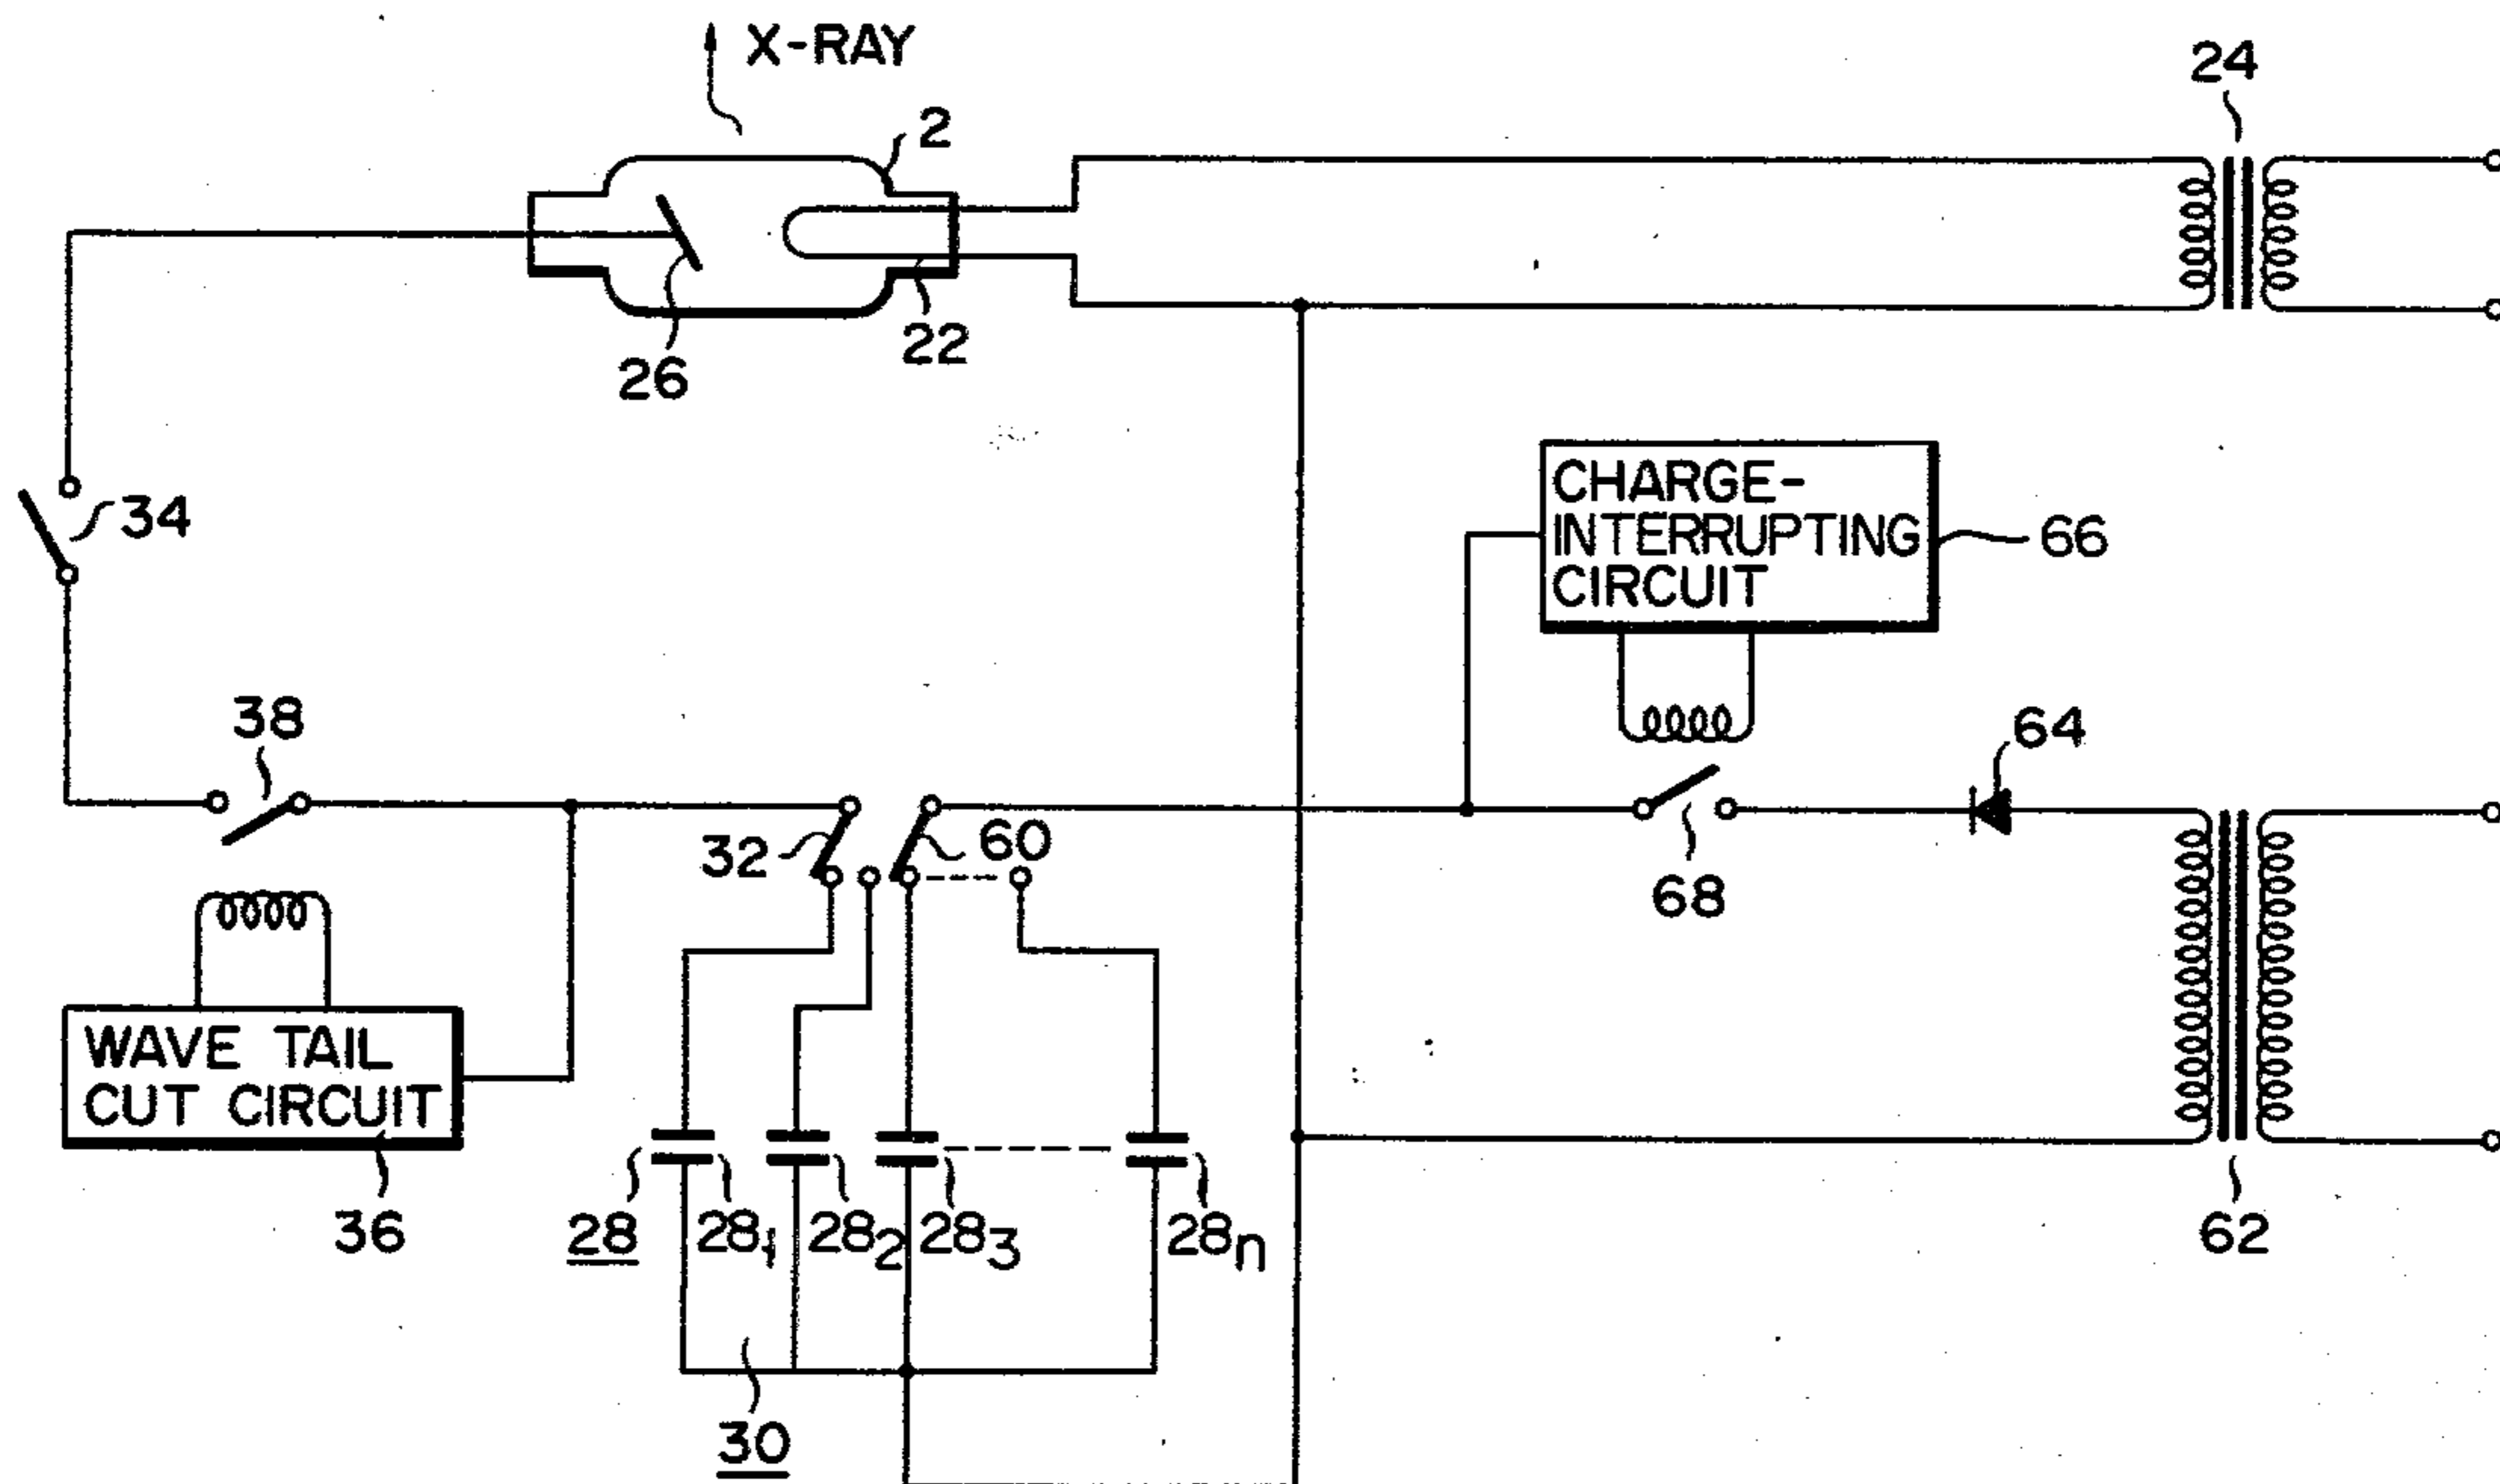 X-RAY
24
2
22
26
34
CHARGE-
INTERRUPTING
CIRCUIT
66
38
64
32
60
68
WAVE TAIL
CUT CIRCUIT
36
28
28₁
28₂
28₃
28n
62
30